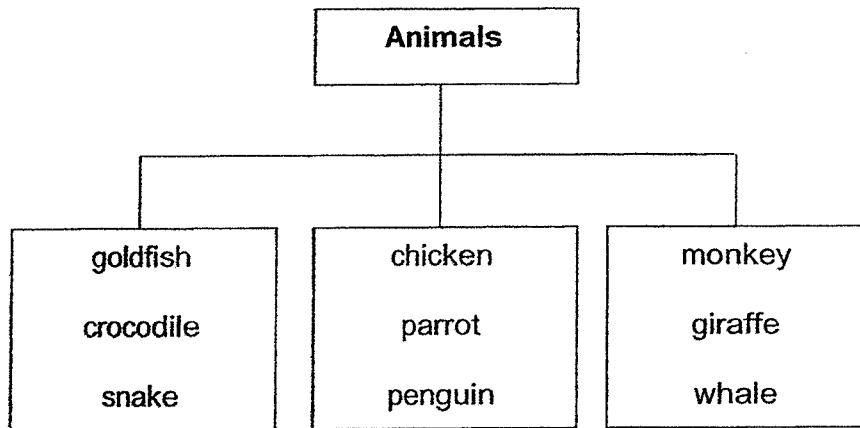 Animals
goldfish
crocodile
snake
chicken
parrot
penguin
monkey
giraffe
whale